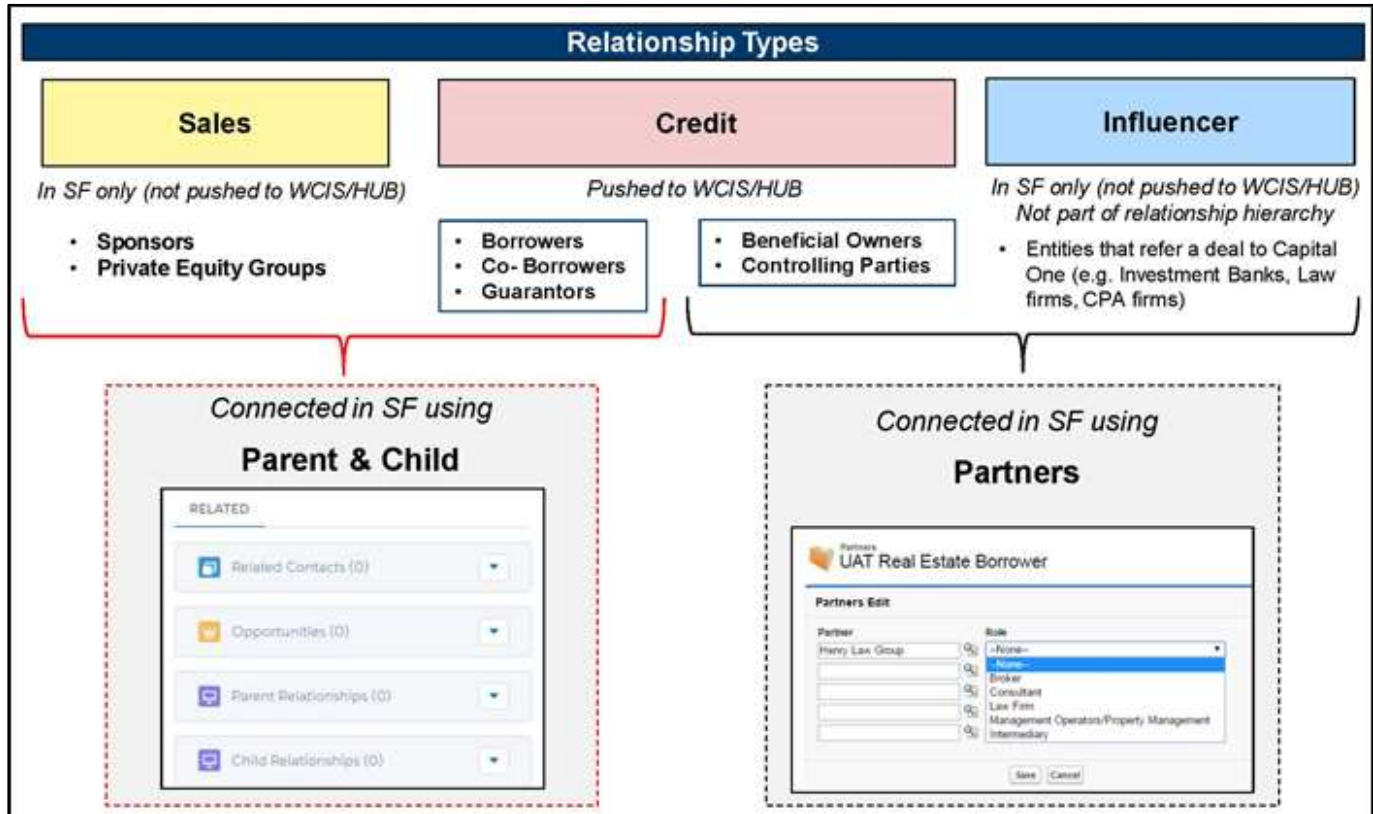 Relationship Types
Sales
In SF only (not pushed to WCIS/HUB)
• Sponsors
• Private Equity Groups
Credit
Pushed to WCIS/HUB
• Borrowers
• Co- Borrowers
• Guarantors
• Beneficial Owners
• Controlling Parties
Influencer
In SF only (not pushed to WCIS/HUB)
Not part of relationship hierarchy
• Entities that refer a deal to Capital
One (e.g. Investment Banks, Law
firms, CPA firms)
Connected in SF using
Parent & Child
RELATED
Related Contacts (0)
Opportunities (0)
Parent Relationships (0)
Child Relationships (0)
Connected in SF using
Partners
Partners
UAT Real Estate Borrower
Partners Edit
Partner Role
Henry Law Group --None--
--None--
Broker
Consultant
Law Firm
Management Operators/Property Management
Intermediary
Save Cancel